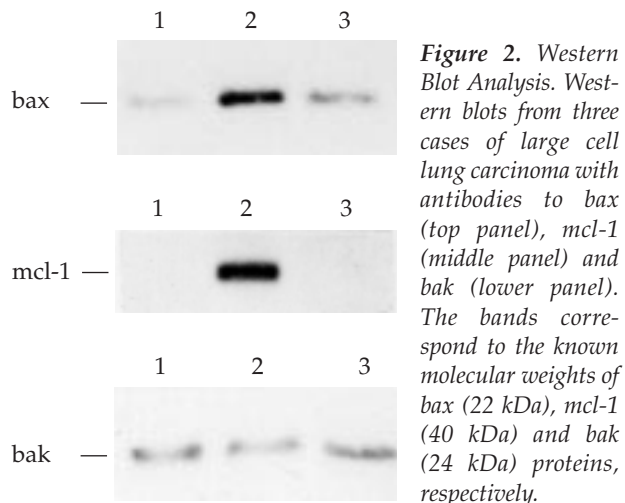 1 2 3
bax —
1 2 3
mcl-1 —
1 2 3
bak —
Figure 2. Western
Blot Analysis. West-
ern blots from three
cases of large cell
lung carcinoma with
antibodies to bax
(top panel), mcl-1
(middle panel) and
bak (lower panel).
The bands corre-
spond to the known
molecular weights of
bax (22 kDa), mcl-1
(40 kDa) and bak
(24 kDa) proteins,
respectively.